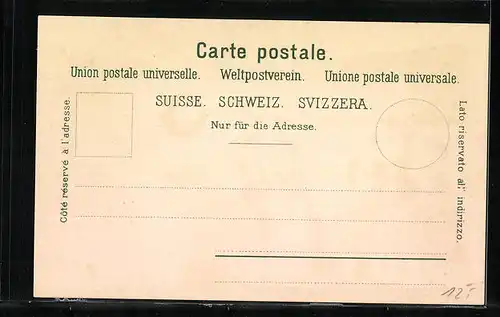 Carte postale.
Union postale universelle. Weltpostverein. Unione postale universale.
SUISSE. SCHWEIZ. SVIZZERA.
Nur für die Adresse.
Côté réservé à l'adresse.
Lato riservato all' indirizzo.